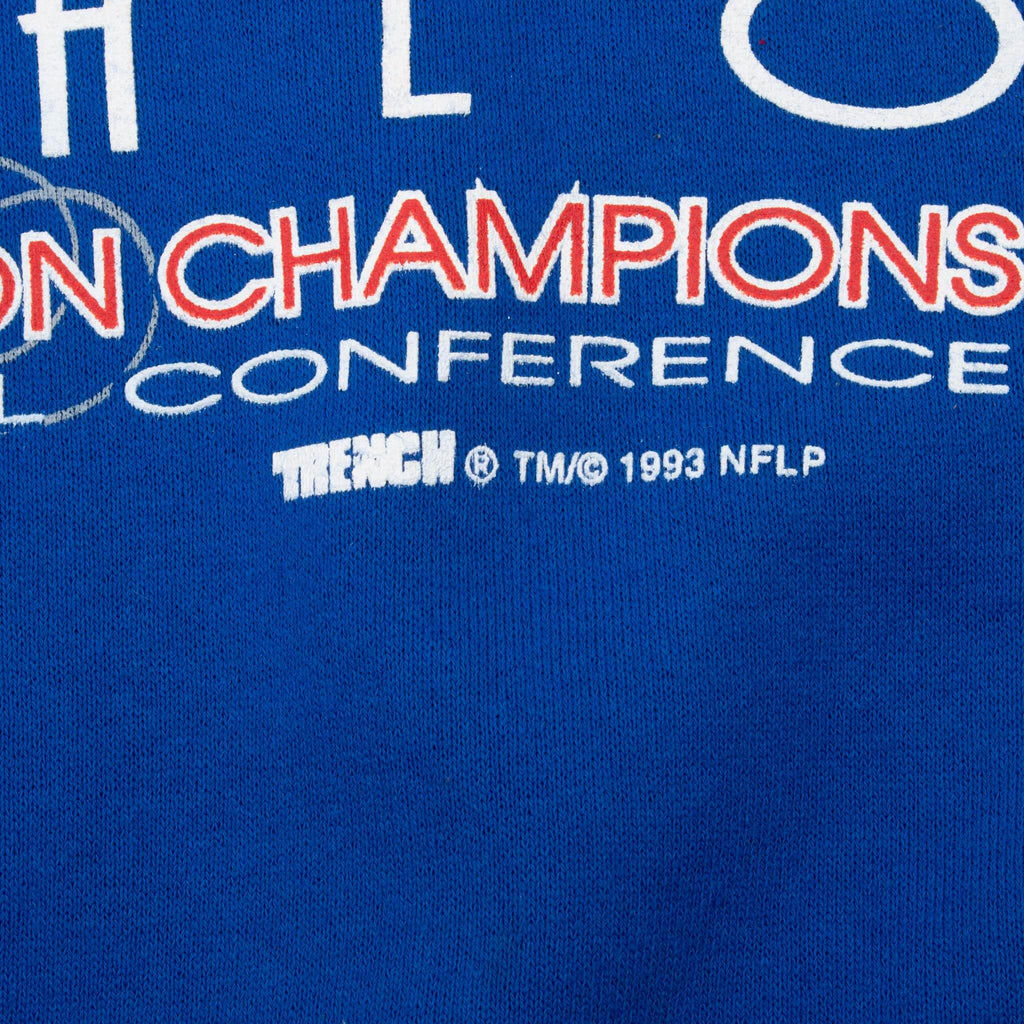 H L O
ON CHAMPIONS
L CONFERENCE
TRENCH ® TM/© 1993 NFLP